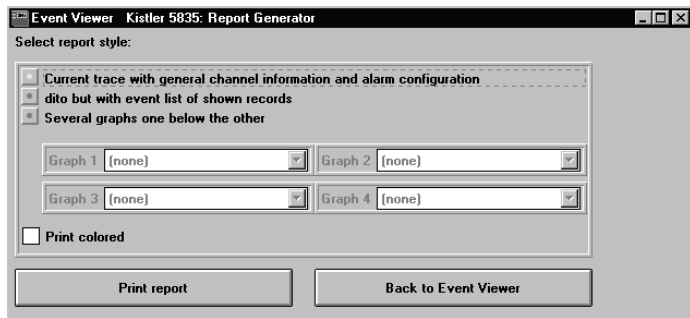 Event Viewer   Kistler 5835: Report Generator
Select report style:
Current trace with general channel information and alarm configuration
dito but with event list of shown records
Several graphs one below the other
Graph 1 (none) Graph 2 (none)
Graph 3 (none) Graph 4 (none)
Print colored
Print report Back to Event Viewer